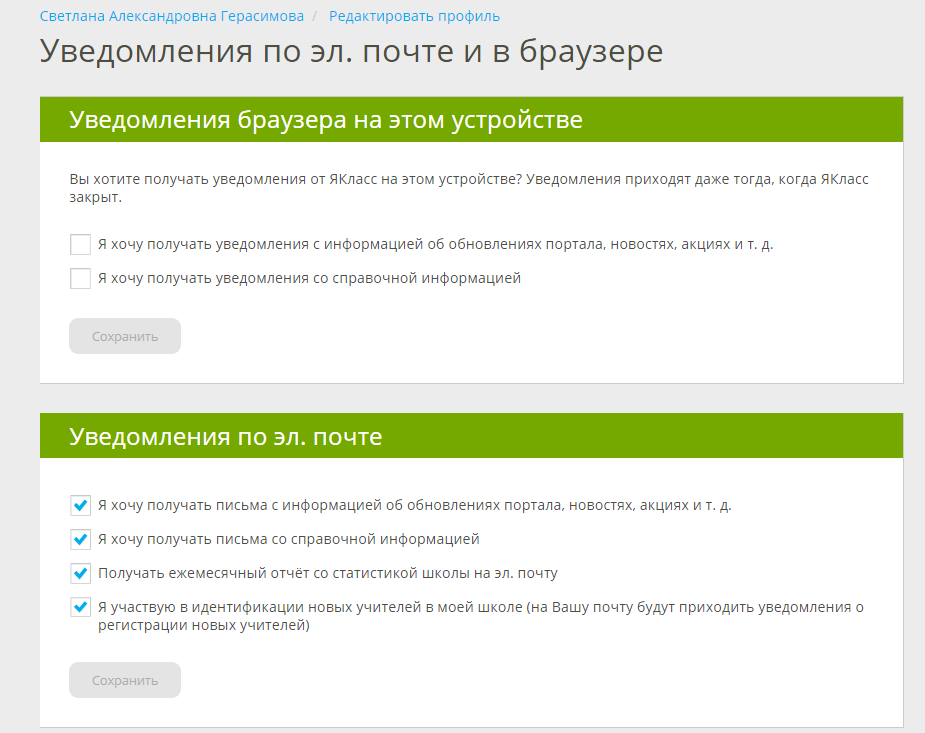 Светлана Александровна Герасимова / Редактировать профиль
Уведомления по эл. почте и в браузере
Уведомления браузера на этом устройстве
Вы хотите получать уведомления от ЯКласс на этом устройстве? Уведомления приходят даже тогда, когда ЯКласс
закрыт.
Я хочу получать уведомления с информацией об обновлениях портала, новостях, акциях и т. д.
Я хочу получать уведомления со справочной информацией
Сохранить
Уведомления по эл. почте
Я хочу получать письма с информацией об обновлениях портала, новостях, акциях и т. д.
Я хочу получать письма со справочной информацией
Получать ежемесячный отчёт со статистикой школы на эл. почту
Я участвую в идентификации новых учителей в моей школе (на Вашу почту будут приходить уведомления о
регистрации новых учителей)
Сохранить